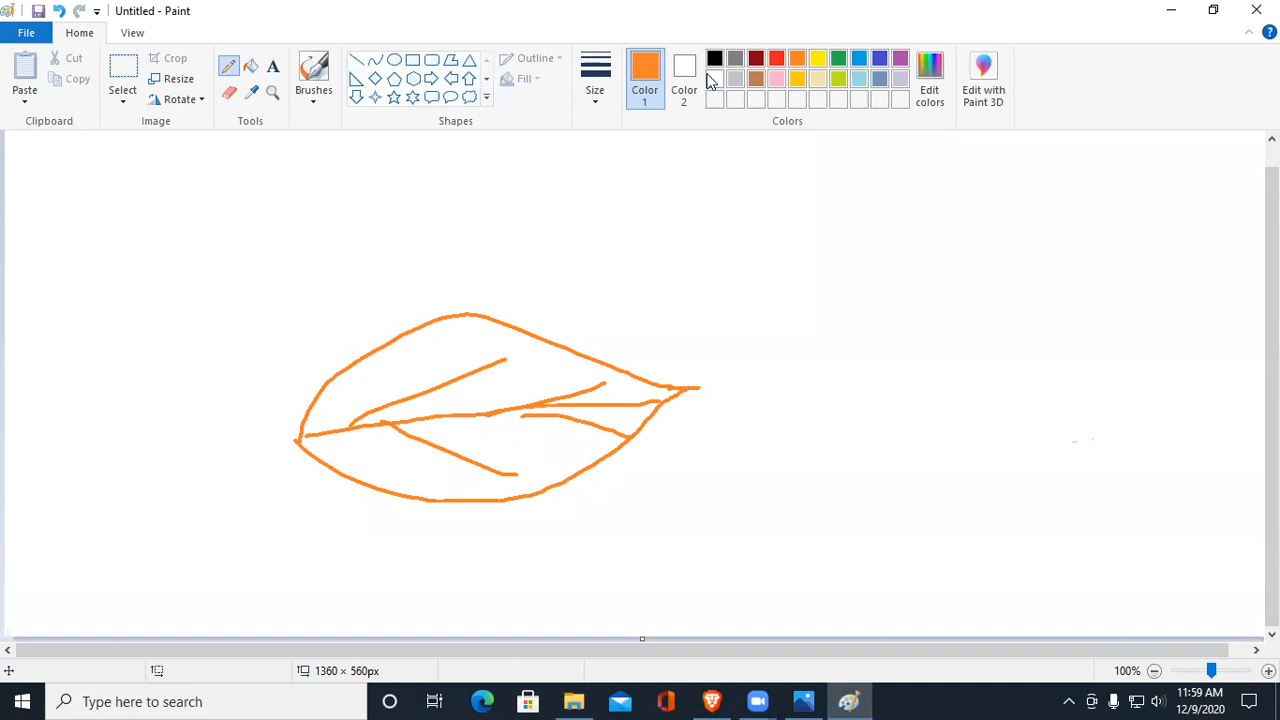 Untitled - Paint
File
Home
View
Paste
Cut
Copy
Clipboard
Select
Crop
Resize
Rotate
Image
A
Tools
Brushes
Outline
Fill
Shapes
Size
Color 1
Color 2
Edit colors
Colors
Edit with Paint 3D
1360 × 560px
100%
Type here to search
11:59 AM
12/9/2020